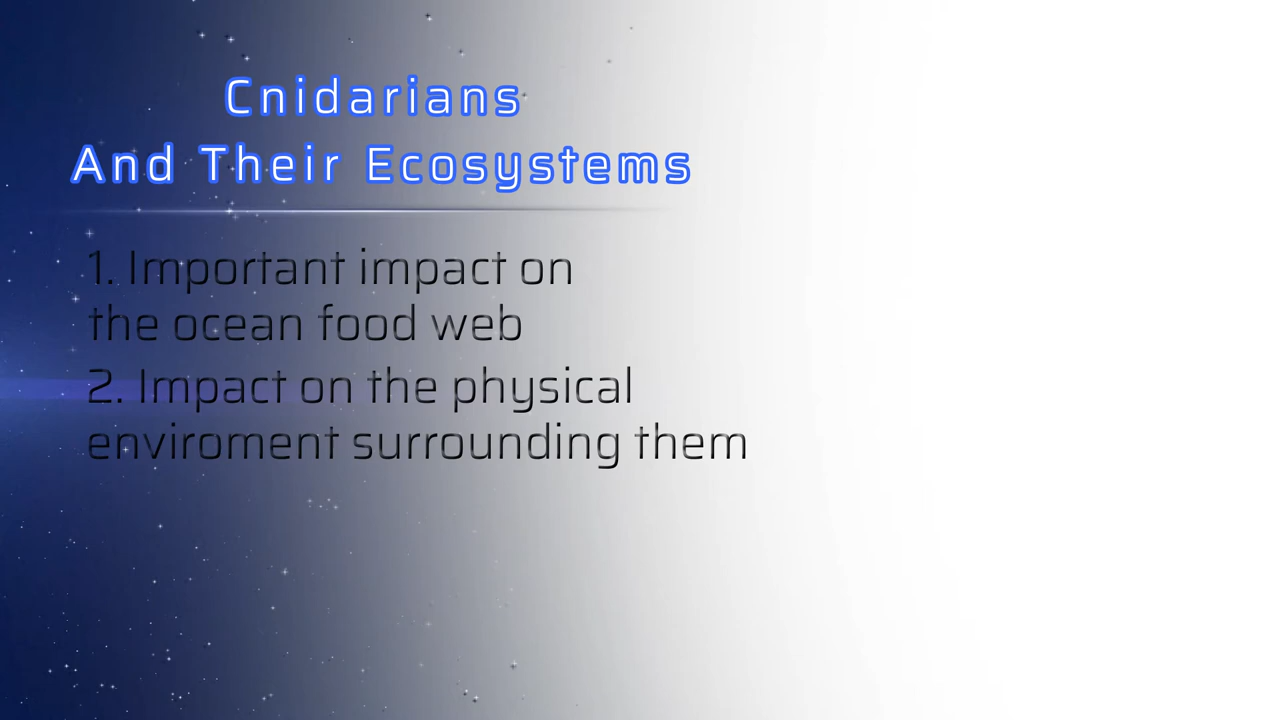 Cnidarians
And Their Ecosystems
1. Important impact on
the ocean food web
2. Impact on the physical
enviroment surrounding them